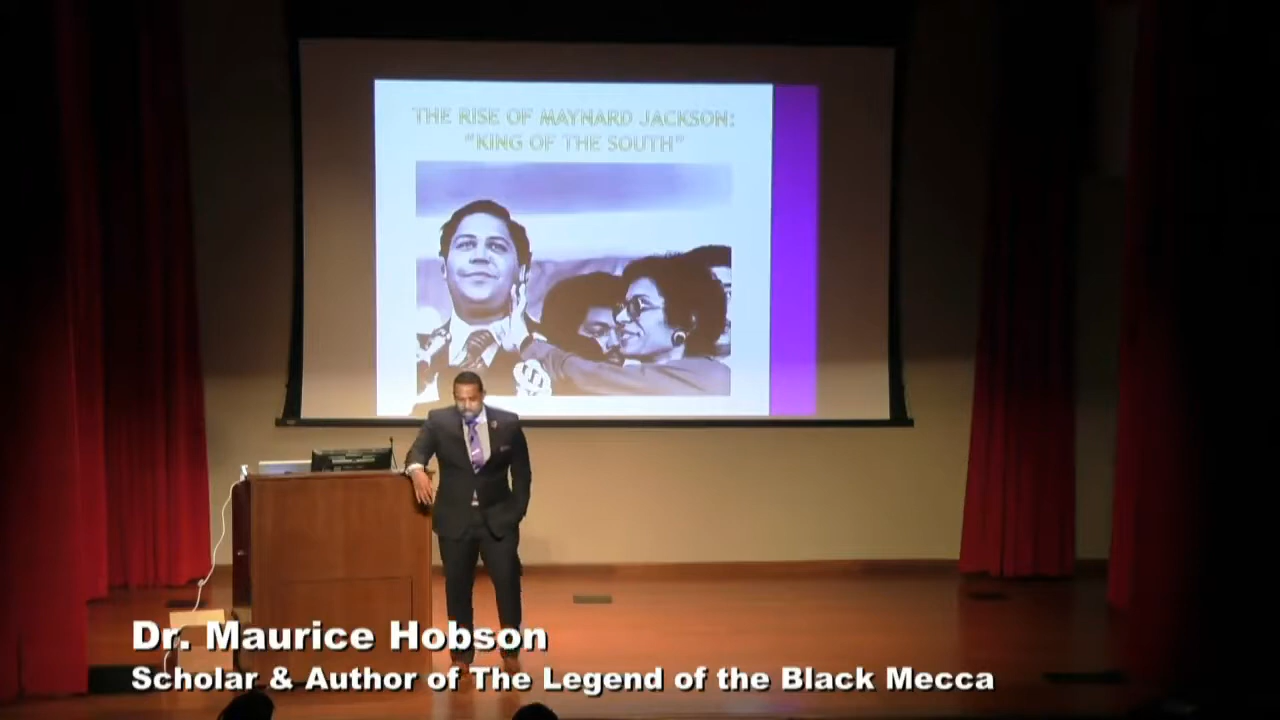 THE RISE OF MAYNARD JACKSON:
"KING OF THE SOUTH"
Dr. Maurice Hobson
Scholar & Author of The Legend of the Black Mecca